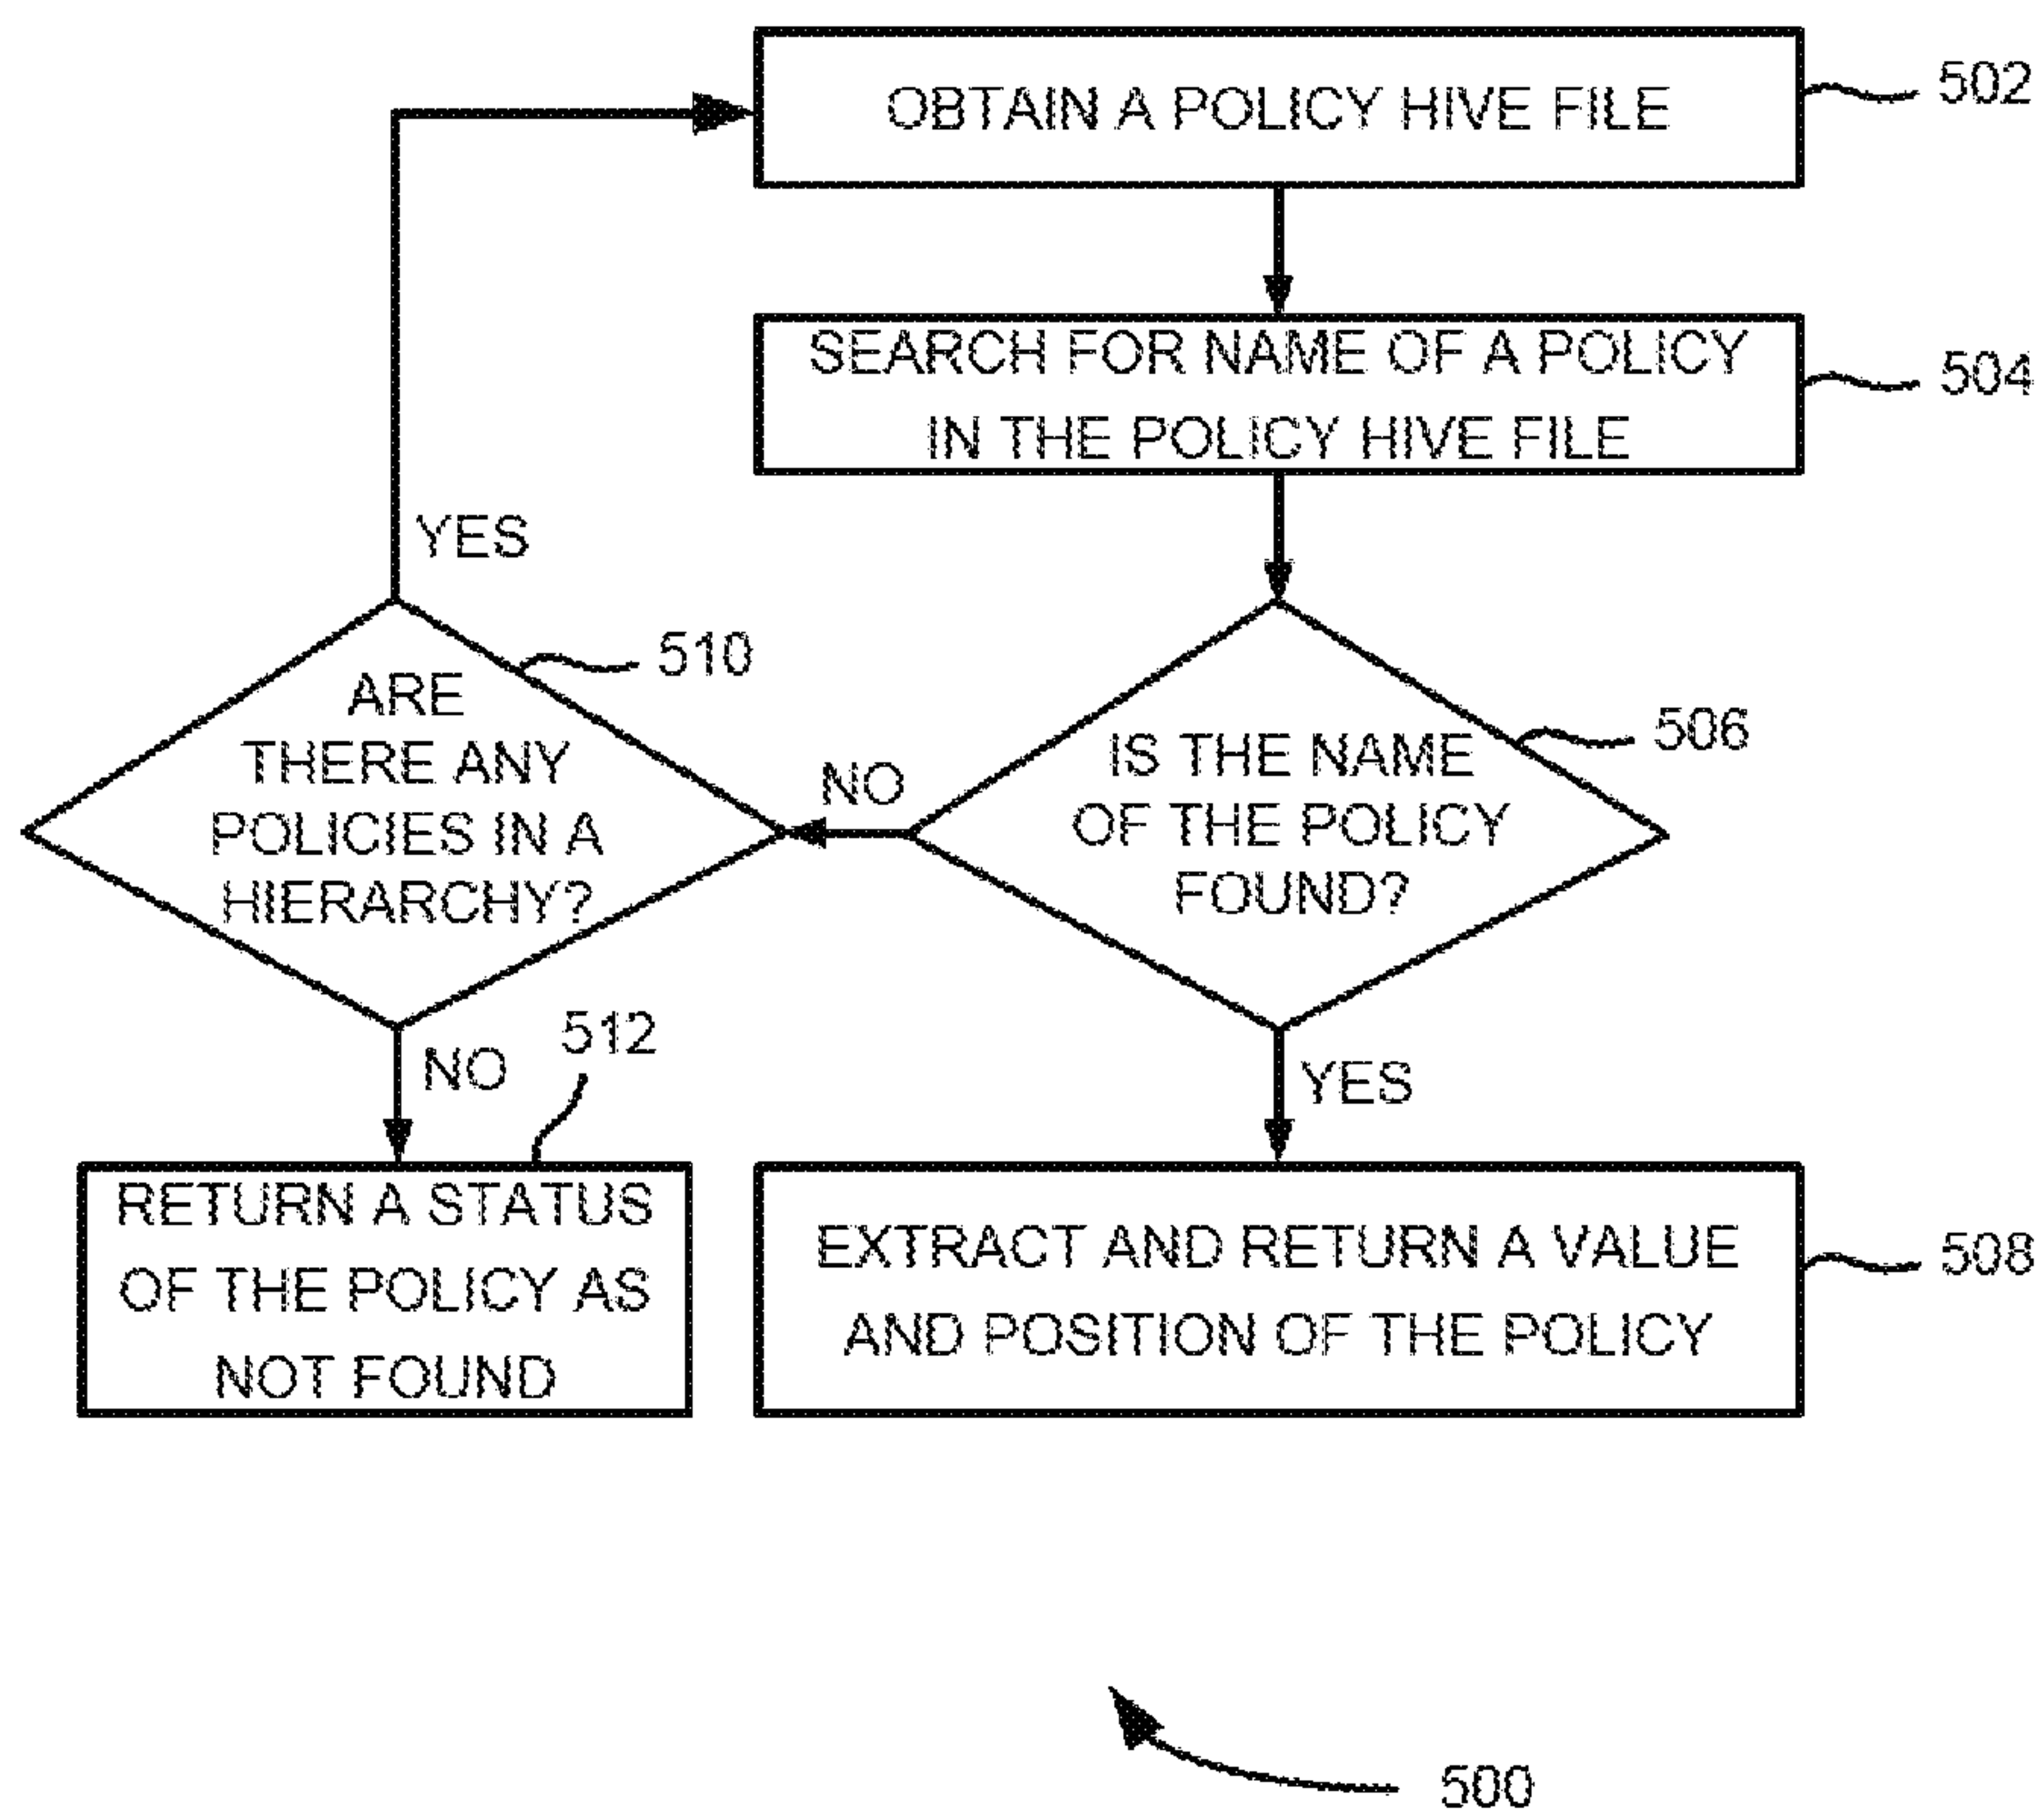 OBTAIN A POLICY HIVE FILE
502
SEARCH FOR NAME OF A POLICY
IN THE POLICY HIVE FILE
504
YES
510
ARE
THERE ANY
POLICIES IN A
HIERARCHY?
NO
506
IS THE NAME
OF THE POLICY
FOUND?
NO
512
YES
RETURN A STATUS
OF THE POLICY AS
NOT FOUND
EXTRACT AND RETURN A VALUE
AND POSITION OF THE POLICY
508
500